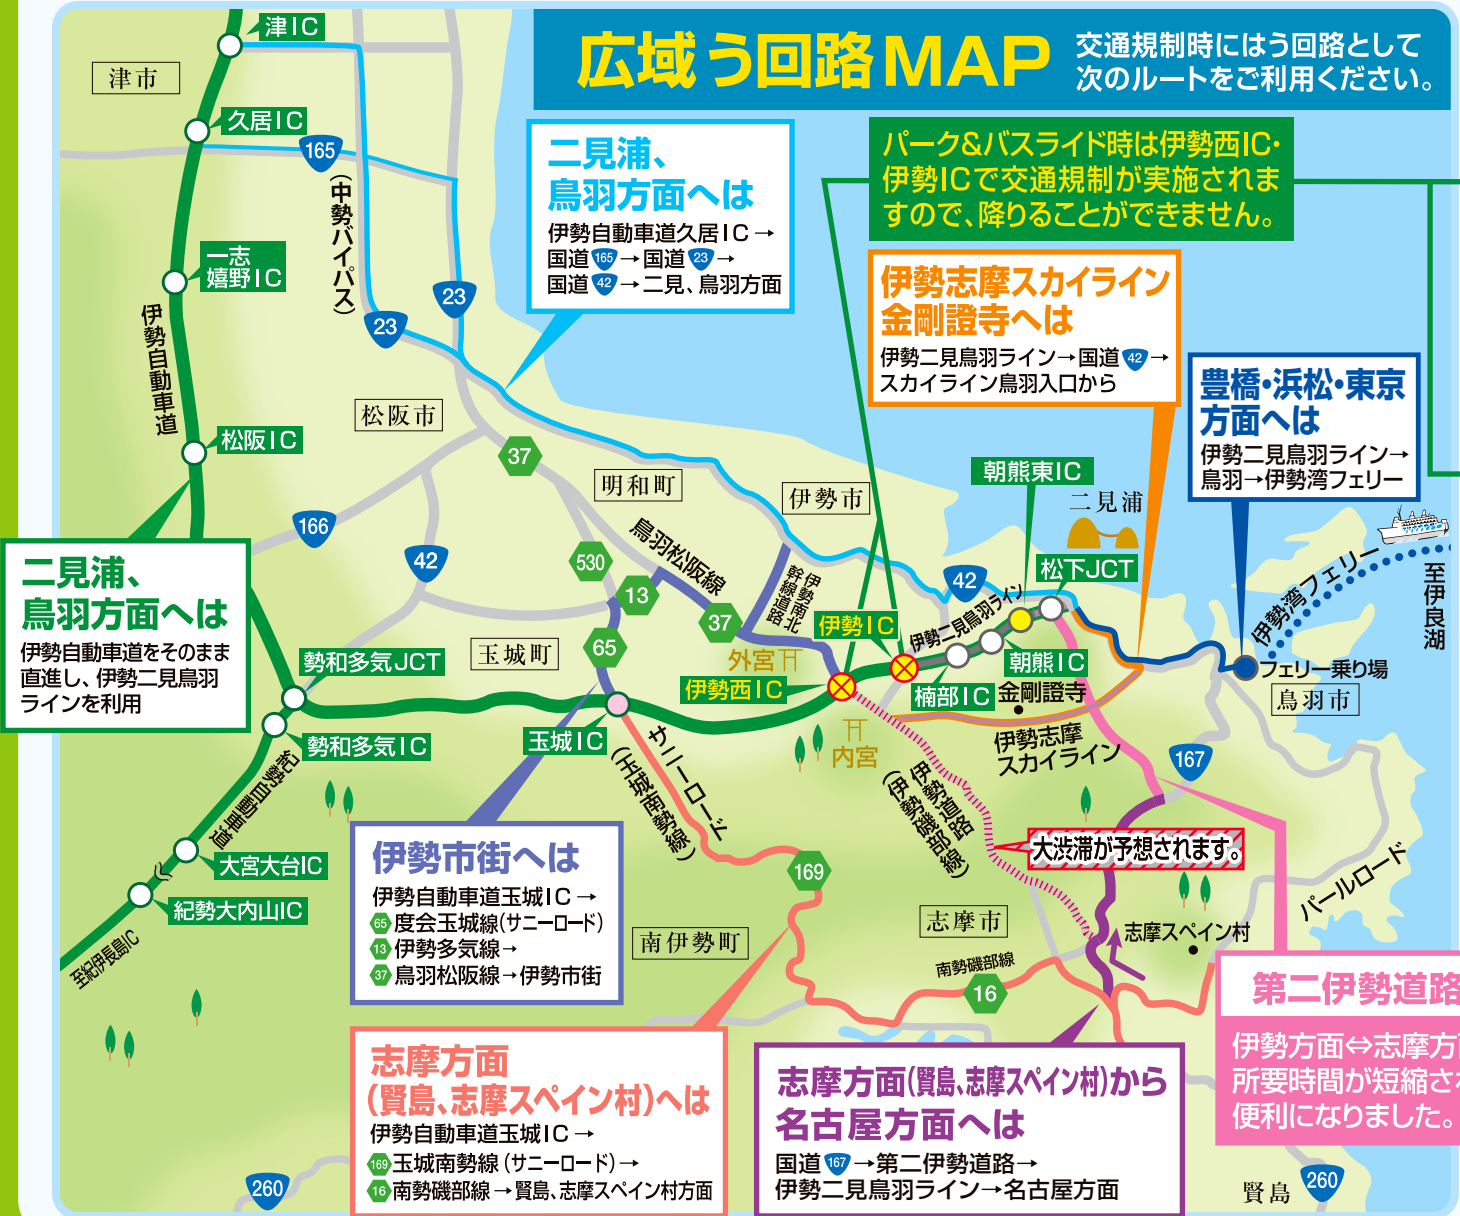 広域う回路MAP
交通規制時にはう回路として
次のルートをご利用ください。
津IC
津市
久居IC
165
(中勢バイパス)
一志
嬉野IC
伊勢自動車道
23
23
二見浦、
鳥羽方面へは
伊勢自動車道久居IC→
国道165→国道23→
国道42→二見、鳥羽方面
パーク&バスライド時は伊勢西IC・
伊勢ICで交通規制が実施されま
すので、降りることができません。
伊勢志摩スカイライン
金剛證寺へは
伊勢二見鳥羽ライン→国道42→
スカイライン鳥羽入口から
豊橋・浜松・東京
方面へは
伊勢二見鳥羽ライン→
鳥羽→伊勢湾フェリー
松阪市
松阪IC
37
明和町
伊勢市
朝熊東IC
二見浦
166
42
530
13
鳥羽松阪線
37
伊勢南北
幹線道路
42
松下JCT
伊勢湾フェリー
至伊良湖
二見浦、
鳥羽方面へは
伊勢自動車道をそのまま
直進し、伊勢二見鳥羽
ラインを利用
65
玉城町
伊勢IC
伊勢二見鳥羽ライン
朝熊IC
外宮
伊勢西IC
楠部IC
金剛證寺
フェリー乗り場
鳥羽市
勢和多気JCT
勢和多気IC
玉城IC
サニーロード
(玉城南勢線)
内宮
伊勢志摩
スカイライン
167
紀勢自動車道
伊勢道路
(伊勢磯部線)
大渋滞が予想されます。
大宮大台IC
紀勢大内山IC
至紀伊長島IC
伊勢市街へは
伊勢自動車道玉城IC→
65度会玉城線(サニーロード)
13伊勢多気線→
37鳥羽松阪線→伊勢市街
169
パールロード
南伊勢町
志摩市
志摩スペイン村
南勢磯部線
16
第二伊勢道路
伊勢方面⇔志摩方
所要時間が短縮さ
便利になりました。
志摩方面
(賢島、志摩スペイン村)へは
伊勢自動車道玉城IC→
169玉城南勢線(サニーロード)→
16南勢磯部線→賢島、志摩スペイン村方面
志摩方面(賢島、志摩スペイン村)から
名古屋方面へは
国道167→第二伊勢道路→
伊勢二見鳥羽ライン→名古屋方面
260
賢島
260